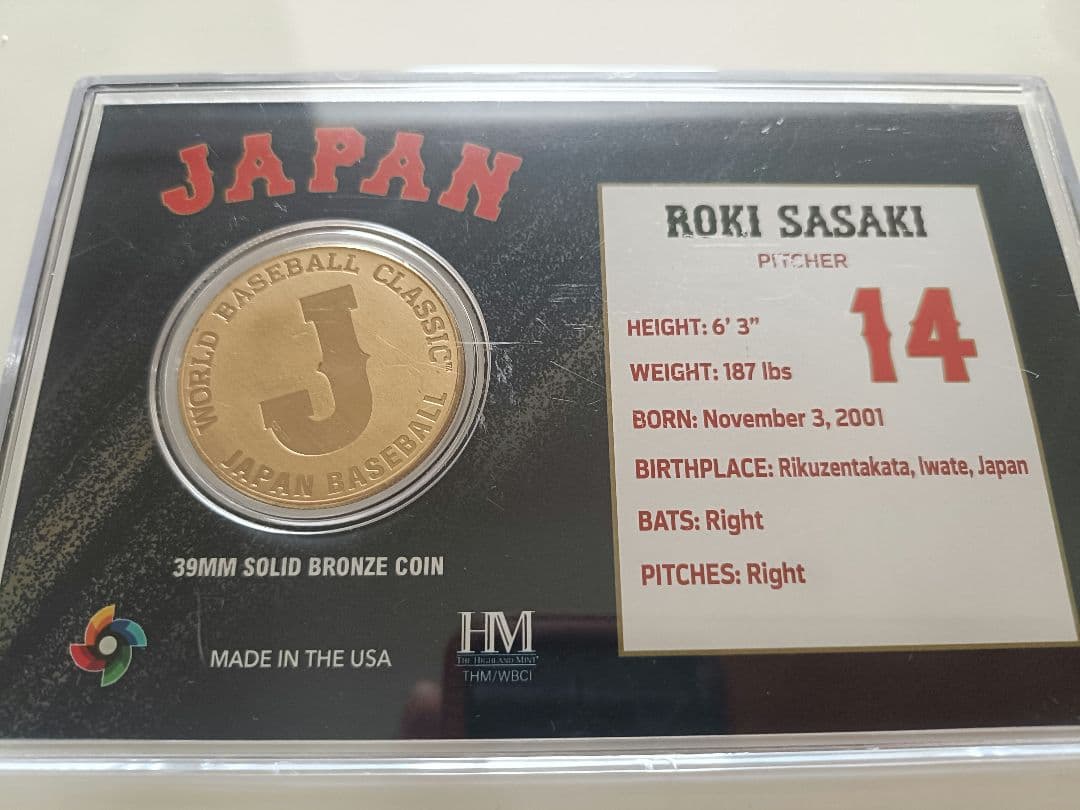 JAPAN
WORLD BASEBALL CLASSIC™
J
JAPAN BASEBALL
39MM SOLID BRONZE COIN
MADE IN THE USA
HM
THE HIGHLAND MINT®
THM/WBCI
ROKI SASAKI
PITCHER
14
HEIGHT: 6' 3"
WEIGHT: 187 lbs
BORN: November 3, 2001
BIRTHPLACE: Rikuzentakata, Iwate, Japan
BATS: Right
PITCHES: Right